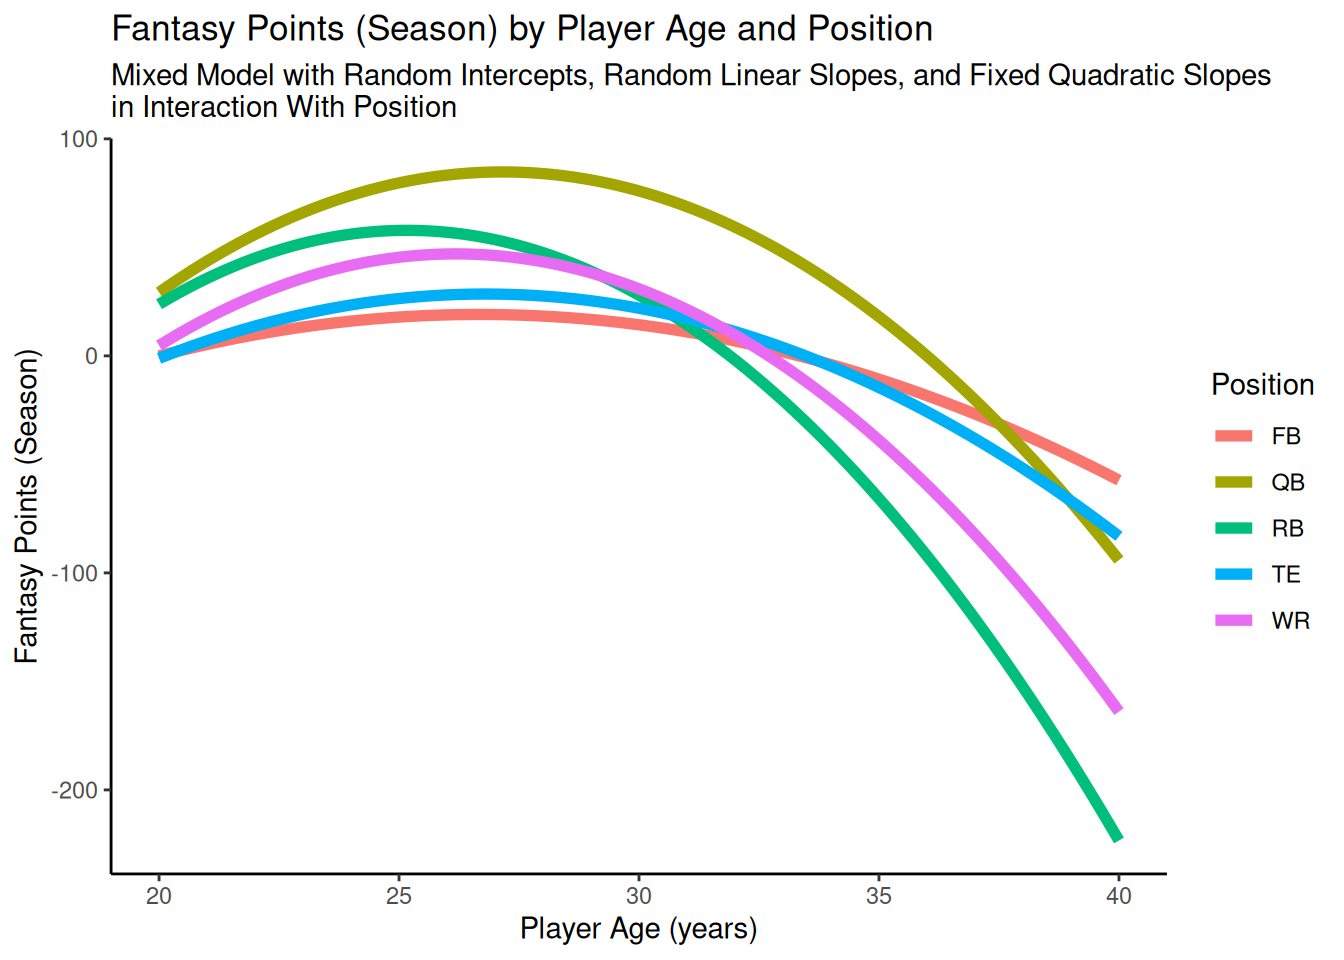 Fantasy Points (Season) by Player Age and Position
Mixed Model with Random Intercepts, Random Linear Slopes, and Fixed Quadratic Slopes
in Interaction With Position
100
0
-100
-200
Fantasy Points (Season)
20
25
30
35
40
Player Age (years)
Position
FB
QB
RB
TE
WR